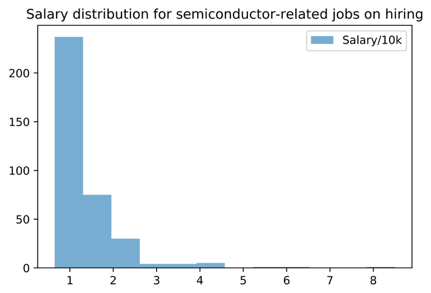 Salary distribution for semiconductor-related jobs on hiring
Salary/10k
200
150
100
50
0
1 2 3 4 5 6 7 8